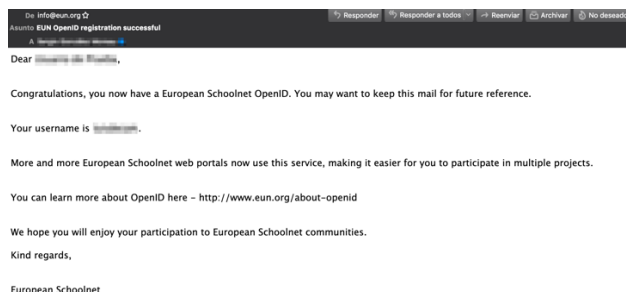 De info@eun.org
Responder Responder a todos Reenviar Archivar No deseado
Asunto EUN OpenID registration successful
A
Dear ,
Congratulations, you now have a European Schoolnet OpenID. You may want to keep this mail for future reference.
Your username is .
More and more European Schoolnet web portals now use this service, making it easier for you to participate in multiple projects.
You can learn more about OpenID here – http://www.eun.org/about-openid
We hope you will enjoy your participation to European Schoolnet communities.
Kind regards,
European Schoolnet